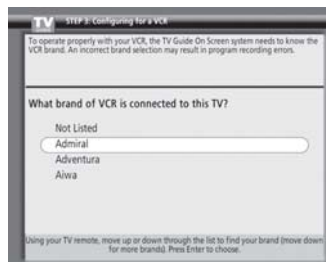 TV STEP 3: Configuring for a VCR
To operate properly with your VCR, the TV Guide On Screen system needs to know the
VCR brand. An incorrect brand selection may result in program recording errors.
What brand of VCR is connected to this TV?
Not Listed
Admiral
Adventura
Aiwa
Using your TV remote, move up or down through the list to find your brand (move down
for more brands). Press Enter to choose.